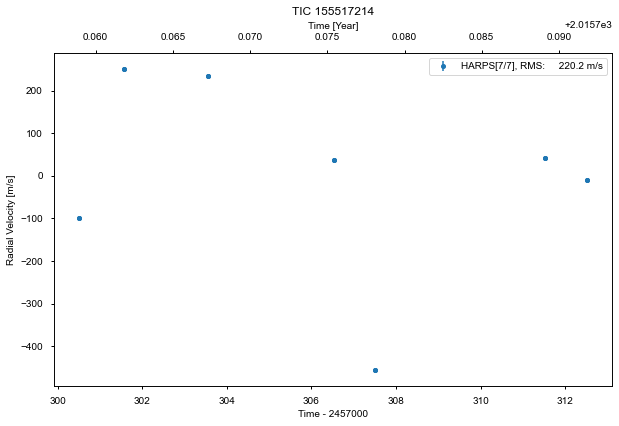 TIC 155517214
Time [Year]
+2.0157e3
0.060 0.065 0.070 0.075 0.080 0.085 0.090
HARPS[7/7], RMS: 220.2 m/s
Radial Velocity [m/s]
200
100
0
−100
−200
−300
−400
300 302 304 306 308 310 312
Time - 2457000